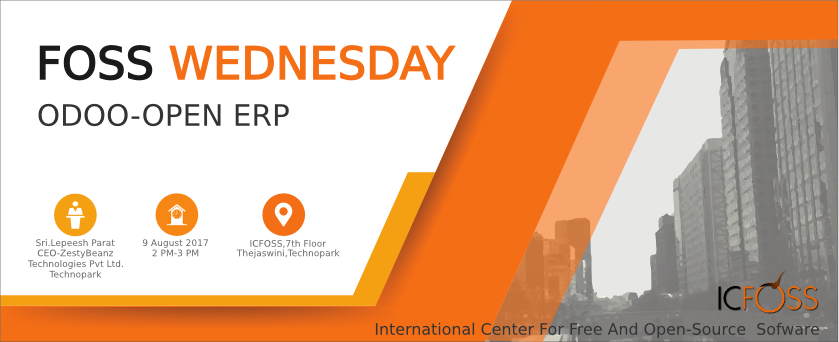 FOSS WEDNESDAY
ODOO-OPEN ERP
Sri.Lepeesh Parat
CEO-ZestyBeanz
Technologies Pvt Ltd.
Technopark
9 August 2017
2 PM-3 PM
ICFOSS,7th Floor
Thejaswini,Technopark
ICFOSS
International Center For Free And Open-Source Sofware